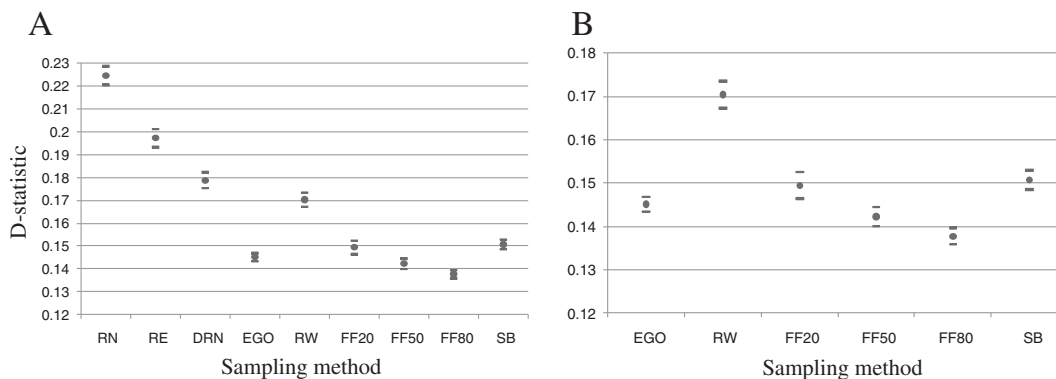 A
D-statistic
0.23
0.22
0.21
0.2
0.19
0.18
0.17
0.16
0.15
0.14
0.13
0.12
RN RE DRN EGO RW FF20 FF50 FF80 SB
Sampling method
B
0.18
0.17
0.16
0.15
0.14
0.13
0.12
EGO RW FF20 FF50 FF80 SB
Sampling method